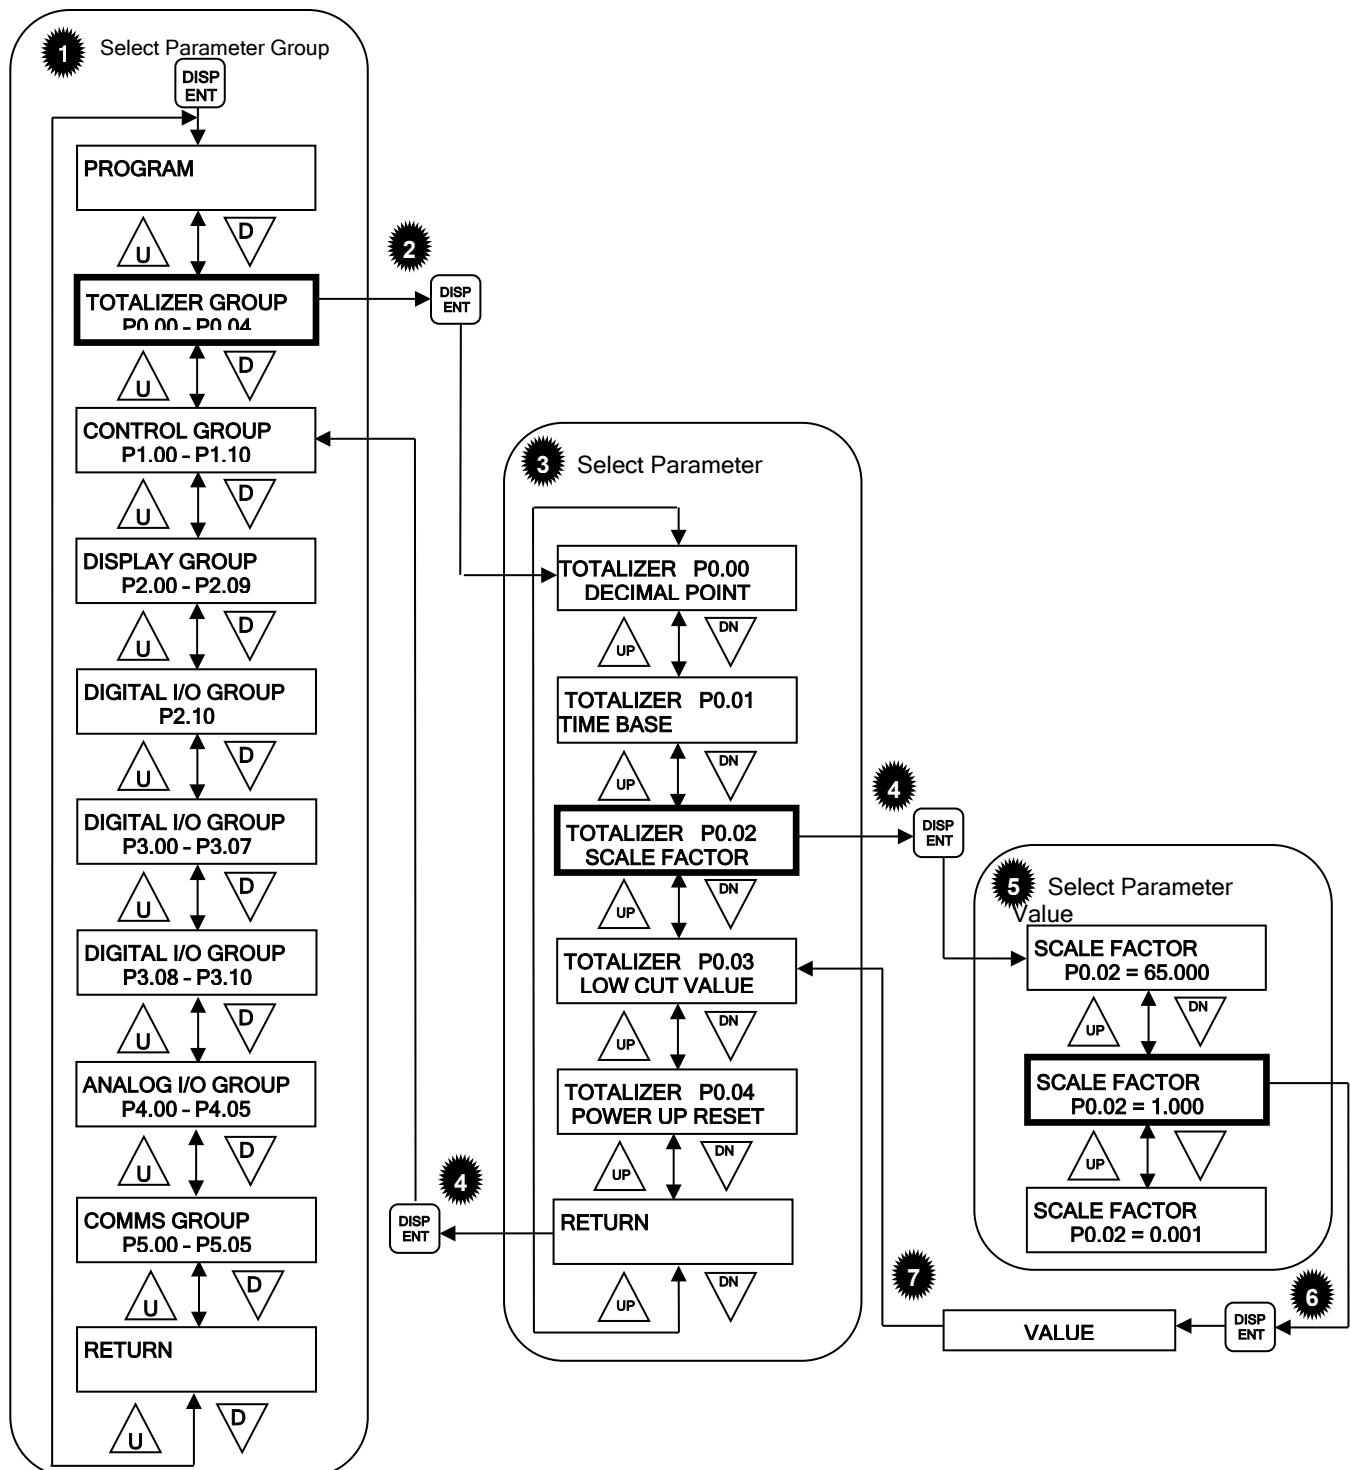 1 Select Parameter Group
DISP
ENT
PROGRAM
U D
TOTALIZER GROUP
P0.00 - P0.04
U D
CONTROL GROUP
P1.00 - P1.10
U D
DISPLAY GROUP
P2.00 - P2.09
U D
DIGITAL I/O GROUP
P2.10
U D
DIGITAL I/O GROUP
P3.00 - P3.07
U D
DIGITAL I/O GROUP
P3.08 - P3.10
U D
ANALOG I/O GROUP
P4.00 - P4.05
U D
COMMS GROUP
P5.00 - P5.05
U D
RETURN
U D
2
DISP
ENT
3 Select Parameter
TOTALIZER P0.00
DECIMAL POINT
UP DN
TOTALIZER P0.01
TIME BASE
UP DN
TOTALIZER P0.02
SCALE FACTOR
UP DN
TOTALIZER P0.03
LOW CUT VALUE
UP DN
TOTALIZER P0.04
POWER UP RESET
UP DN
RETURN
UP DN
4
DISP
ENT
4
DISP
ENT
5 Select Parameter
Value
SCALE FACTOR
P0.02 = 65.000
UP DN
SCALE FACTOR
P0.02 = 1.000
UP
SCALE FACTOR
P0.02 = 0.001
6
DISP
ENT
7
VALUE